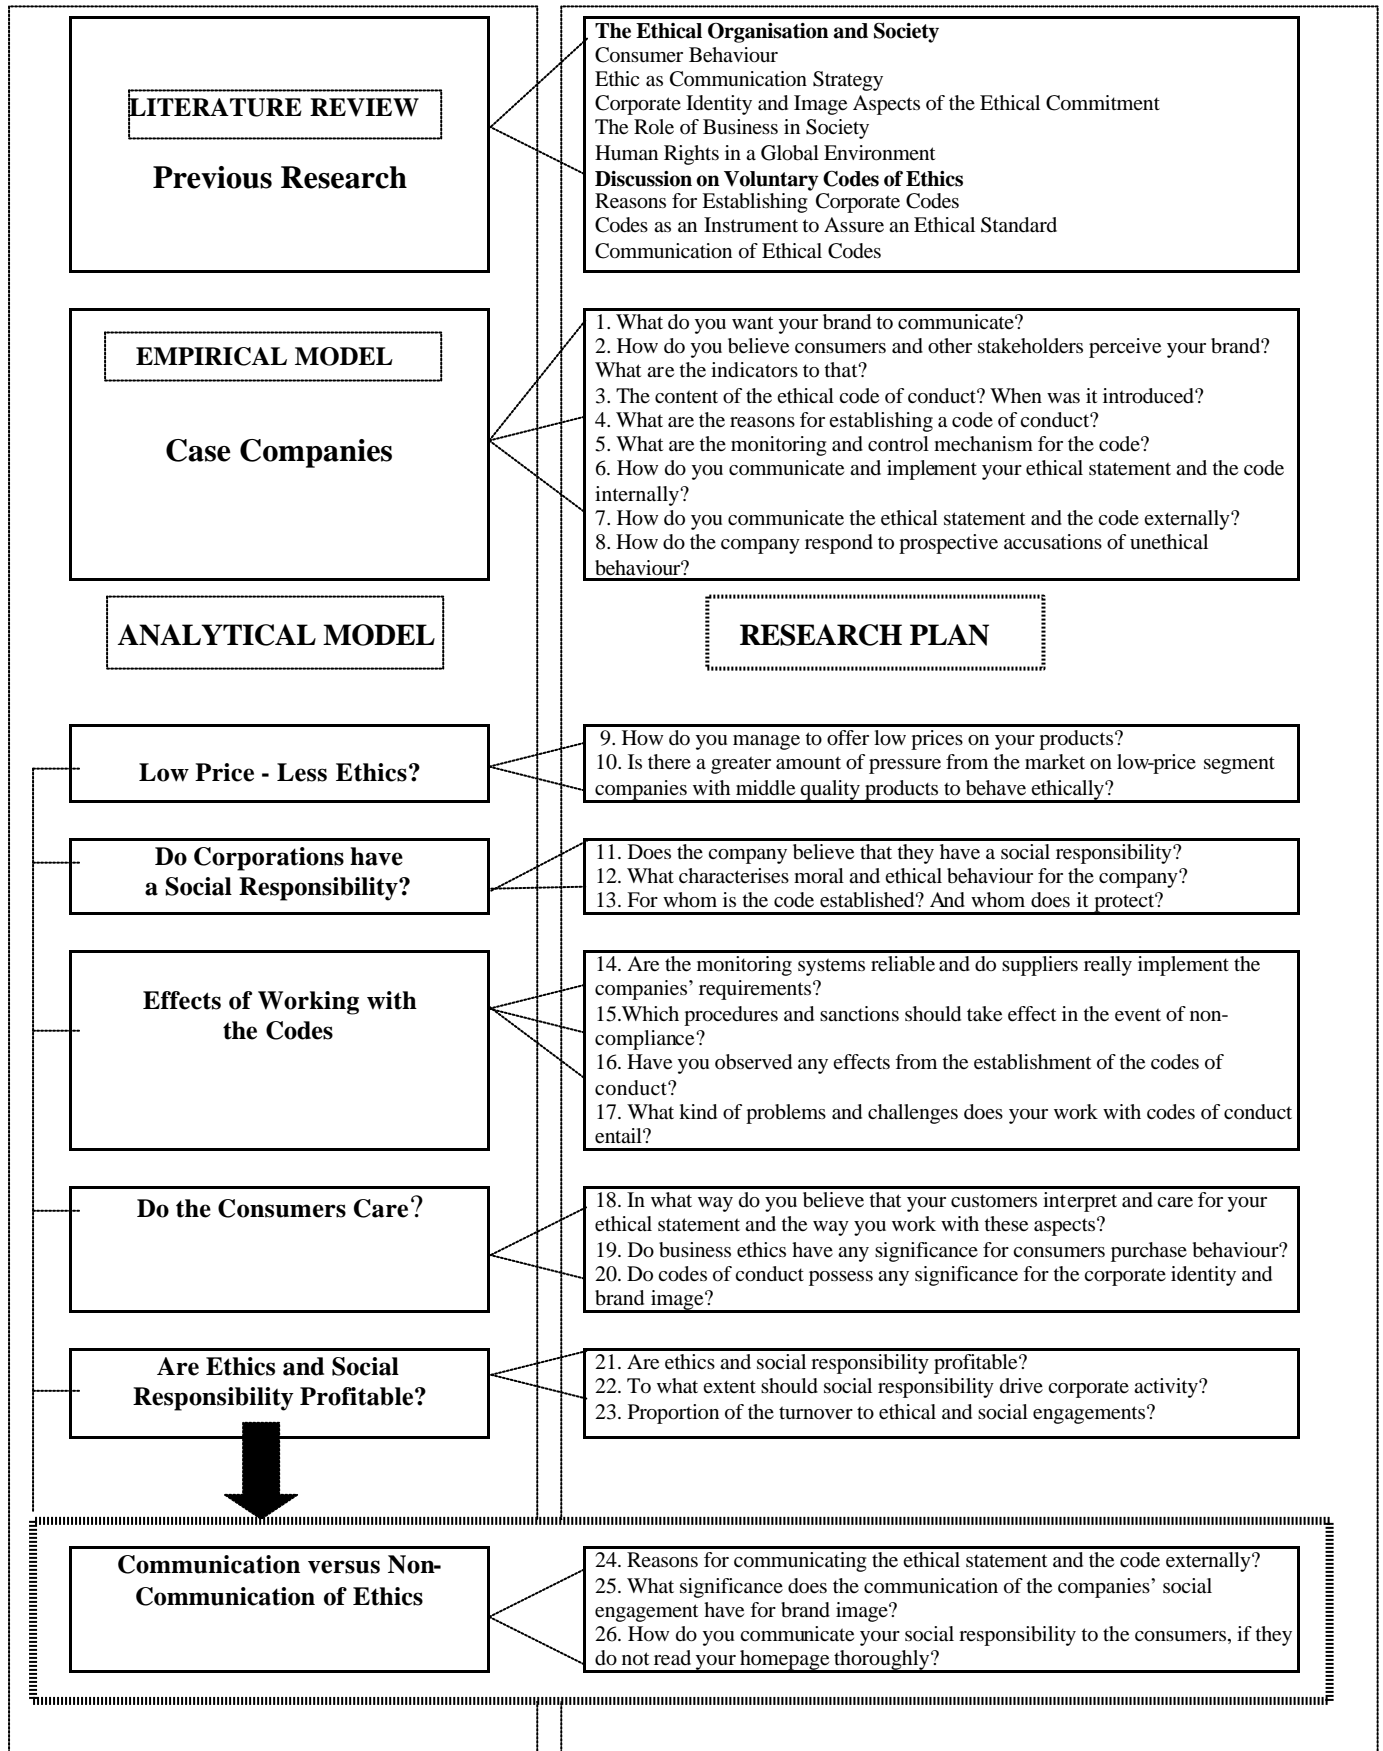 LITERATURE REVIEW
Previous Research
The Ethical Organisation and Society
Consumer Behaviour
Ethic as Communication Strategy
Corporate Identity and Image Aspects of the Ethical Commitment
The Role of Business in Society
Human Rights in a Global Environment
Discussion on Voluntary Codes of Ethics
Reasons for Establishing Corporate Codes
Codes as an Instrument to Assure an Ethical Standard
Communication of Ethical Codes
EMPIRICAL MODEL
Case Companies
1. What do you want your brand to communicate?
2. How do you believe consumers and other stakeholders perceive your brand?
What are the indicators to that?
3. The content of the ethical code of conduct? When was it introduced?
4. What are the reasons for establishing a code of conduct?
5. What are the monitoring and control mechanism for the code?
6. How do you communicate and implement your ethical statement and the code
internally?
7. How do you communicate the ethical statement and the code externally?
8. How do the company respond to prospective accusations of unethical
behaviour?
ANALYTICAL MODEL
RESEARCH PLAN
Low Price - Less Ethics?
9. How do you manage to offer low prices on your products?
10. Is there a greater amount of pressure from the market on low-price segment
companies with middle quality products to behave ethically?
Do Corporations have
a Social Responsibility?
11. Does the company believe that they have a social responsibility?
12. What characterises moral and ethical behaviour for the company?
13. For whom is the code established? And whom does it protect?
Effects of Working with
the Codes
14. Are the monitoring systems reliable and do suppliers really implement the
companies' requirements?
15.Which procedures and sanctions should take effect in the event of non-
compliance?
16. Have you observed any effects from the establishment of the codes of
conduct?
17. What kind of problems and challenges does your work with codes of conduct
entail?
Do the Consumers Care?
18. In what way do you believe that your customers interpret and care for your
ethical statement and the way you work with these aspects?
19. Do business ethics have any significance for consumers purchase behaviour?
20. Do codes of conduct possess any significance for the corporate identity and
brand image?
Are Ethics and Social
Responsibility Profitable?
21. Are ethics and social responsibility profitable?
22. To what extent should social responsibility drive corporate activity?
23. Proportion of the turnover to ethical and social engagements?
Communication versus Non-
Communication of Ethics
24. Reasons for communicating the ethical statement and the code externally?
25. What significance does the communication of the companies' social
engagement have for brand image?
26. How do you communicate your social responsibility to the consumers, if they
do not read your homepage thoroughly?